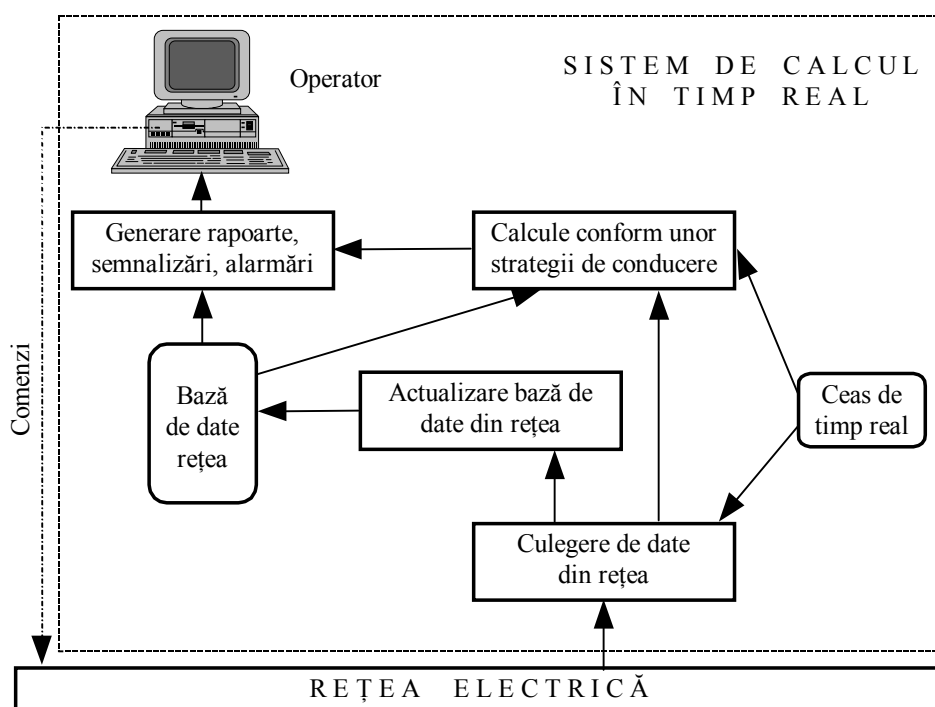 Operator
SISTEM DE CALCUL
ÎN TIMP REAL
Generare rapoarte,
semnalizări, alarmări
Calcule conform unor
strategii de conducere
Comenzi
Bază
de date
rețea
Actualizare bază de
date din rețea
Ceas de
timp real
Culegere de date
din rețea
REȚEA ELECTRICĂ